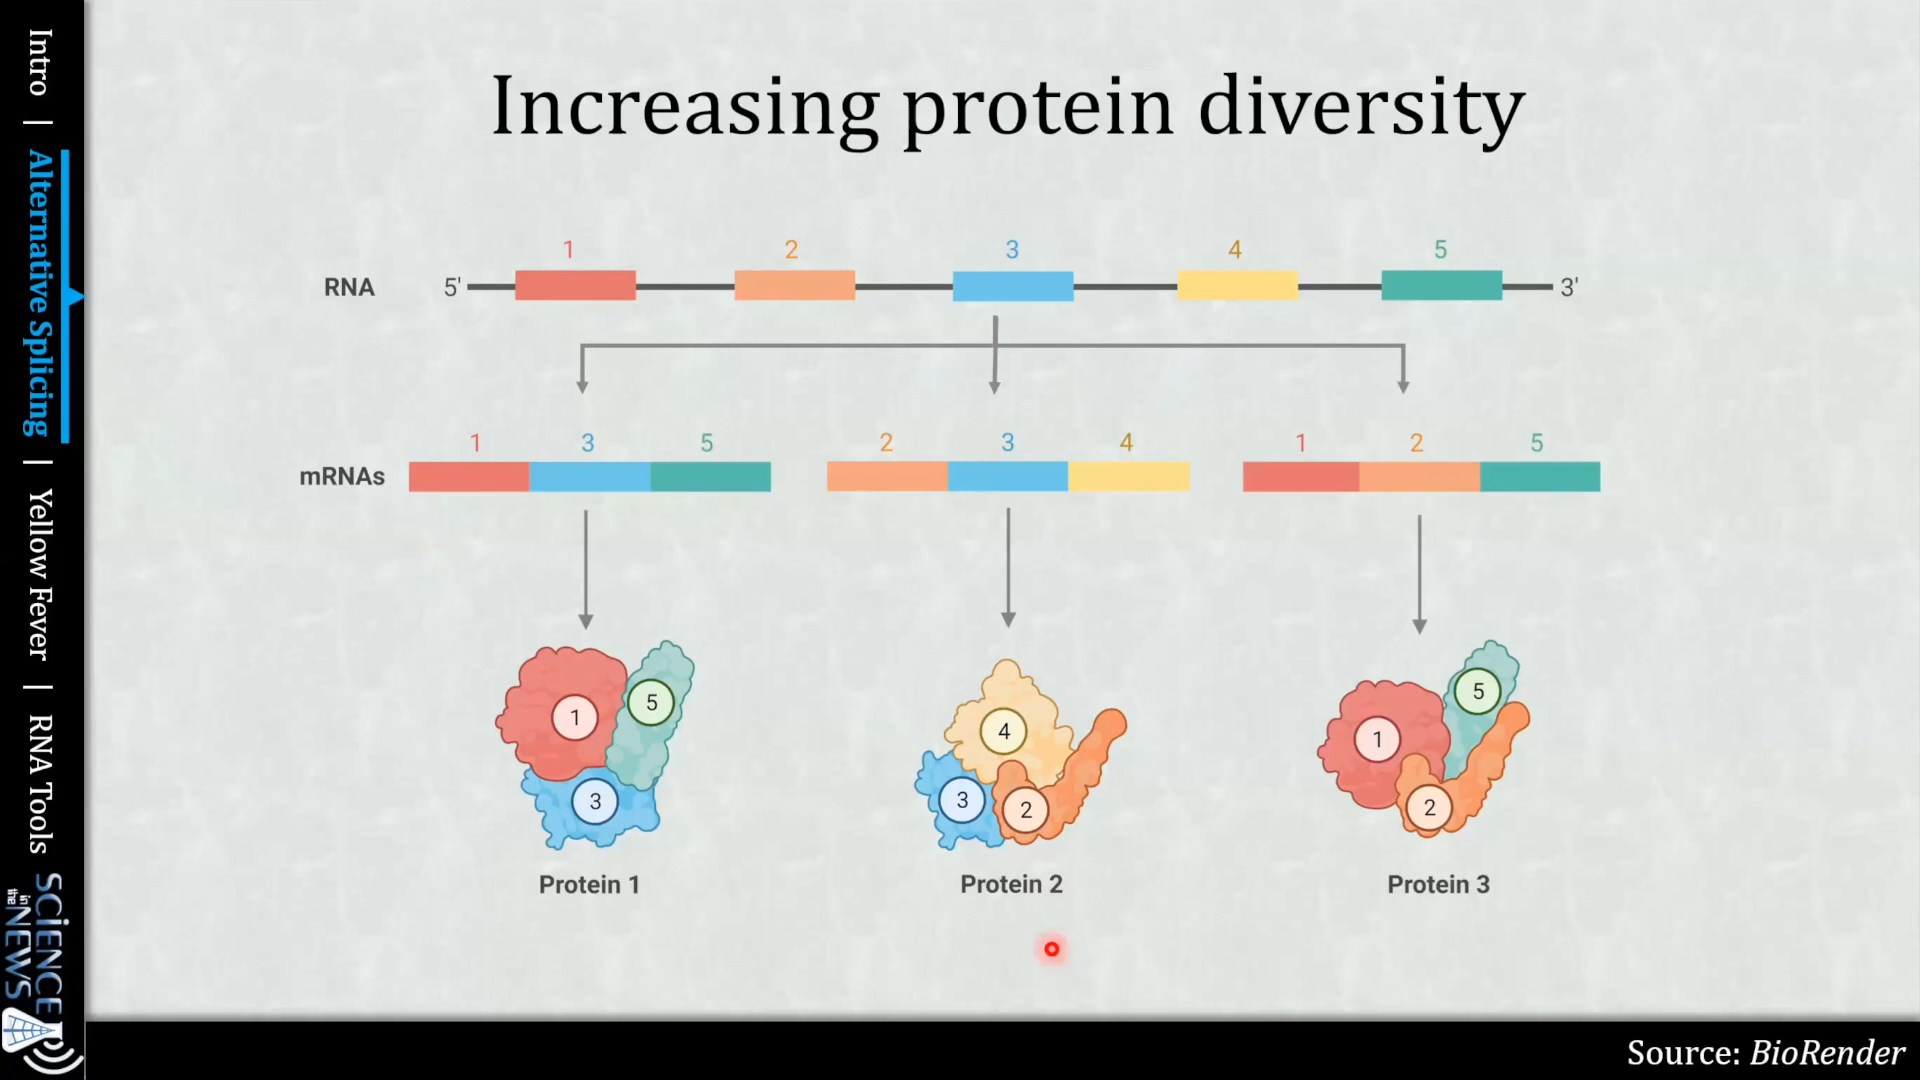 Intro | Alternative Splicing | Yellow Fever | RNA Tools
SCiENCE
in the
NEWS
Increasing protein diversity
1 2 3 4 5
RNA 5' 3'
1 3 5 2 3 4 1 2 5
mRNAs
1 5 3
4 3 2
5 1 2
Protein 1 Protein 2 Protein 3
Source: BioRender